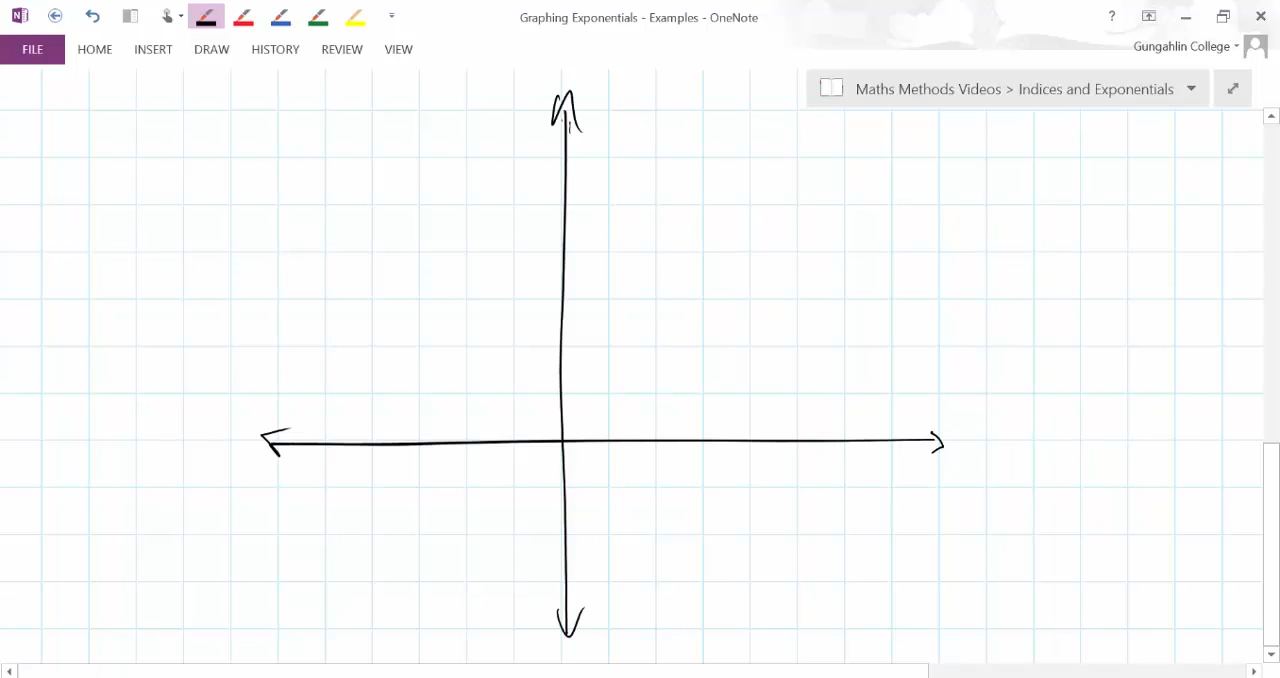 Graphing Exponentials - Examples - OneNote
?
Gungahlin College
FILE HOME INSERT DRAW HISTORY REVIEW VIEW
Maths Methods Videos > Indices and Exponentials